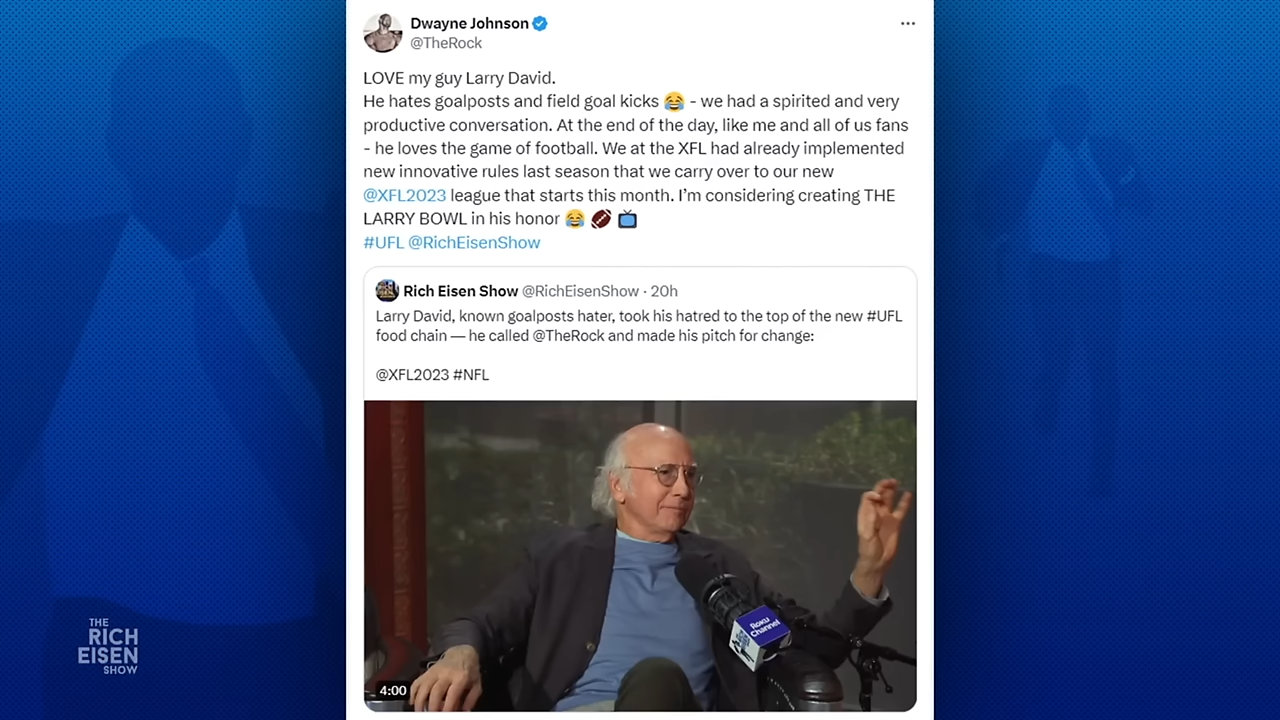 Dwayne Johnson
@TheRock
LOVE my guy Larry David.
He hates goalposts and field goal kicks 😂 - we had a spirited and very
productive conversation. At the end of the day, like me and all of us fans
- he loves the game of football. We at the XFL had already implemented
new innovative rules last season that we carry over to our new
@XFL2023 league that starts this month. I’m considering creating THE
LARRY BOWL in his honor 😂 🏈 📺
#UFL @RichEisenShow
Rich Eisen Show @RichEisenShow · 20h
Larry David, known goalposts hater, took his hatred to the top of the new #UFL
food chain — he called @TheRock and made his pitch for change:
@XFL2023 #NFL
Roku
Channel
4:00
THE
RICH
EISEN
SHOW